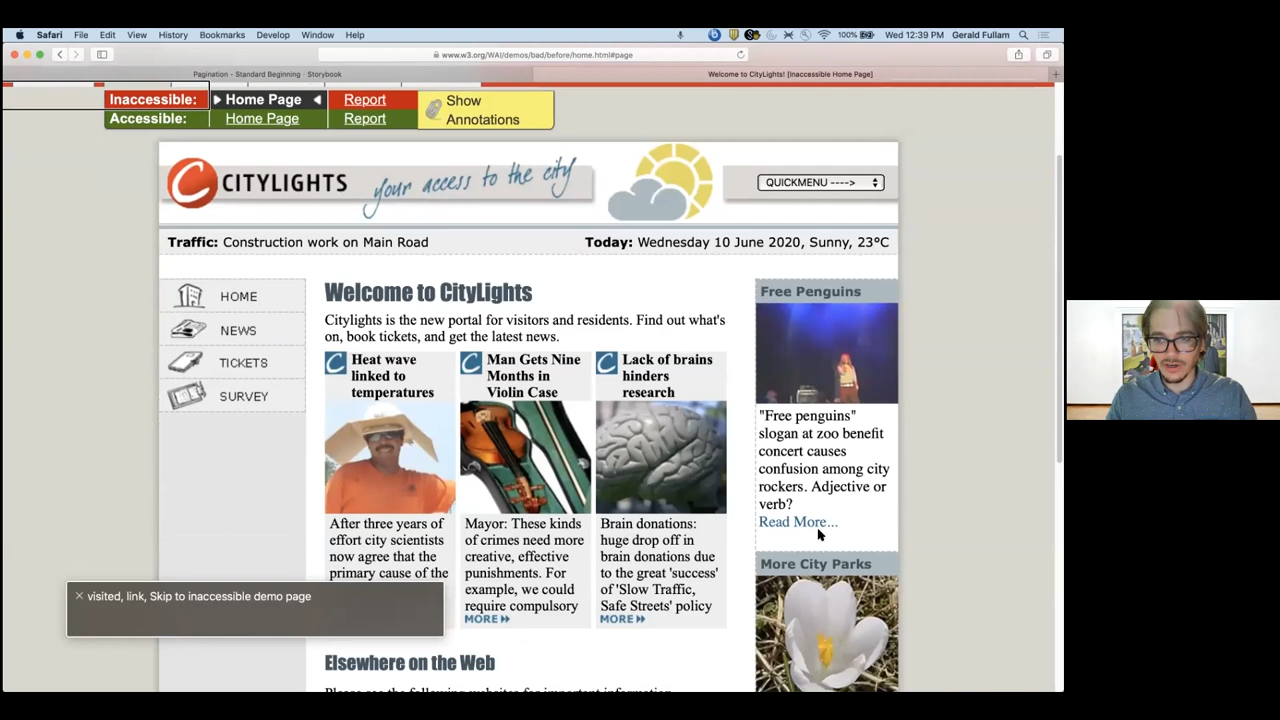 Safari File Edit View History Bookmarks Develop Window Help
100% Wed 12:39 PM Gerald Fullam
www.w3.org/WAI/demos/bad/before/home.html#page
Pagination - Standard Beginning · Storybook
Welcome to CityLights! [Inaccessible Home Page]
Inaccessible: Home Page Report
Accessible: Home Page Report
Show
Annotations
CITYLIGHTS
your access to the city
QUICKMENU ---->
Traffic: Construction work on Main Road
Today: Wednesday 10 June 2020, Sunny, 23°C
HOME
NEWS
TICKETS
SURVEY
Welcome to CityLights
Citylights is the new portal for visitors and residents. Find out what's
on, book tickets, and get the latest news.
Heat wave
linked to
temperatures
After three years of
effort city scientists
now agree that the
primary cause of the
Man Gets Nine
Months in
Violin Case
Mayor: These kinds
of crimes need more
creative, effective
punishments. For
example, we could
require compulsory
MORE
Lack of brains
hinders
research
Brain donations:
huge drop off in
brain donations due
to the great 'success'
of 'Slow Traffic,
Safe Streets' policy
MORE
Free Penguins
"Free penguins"
slogan at zoo benefit
concert causes
confusion among city
rockers. Adjective or
verb?
Read More...
More City Parks
Elsewhere on the Web
Please see the following websites for important information
visited, link, Skip to inaccessible demo page